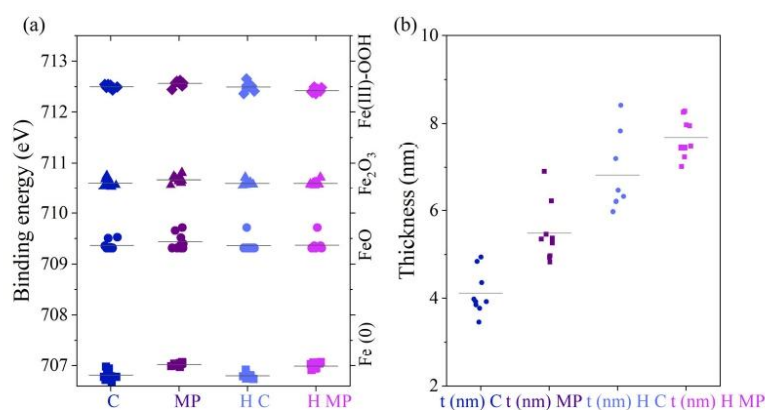 (a)
(b)
713
712
711
710
709
708
707
Binding energy (eV)
Fe(III)-OOH
Fe₂O₃
FeO
Fe (0)
C MP H C H MP
10
8
6
4
2
Thickness (nm)
t (nm) C t (nm) MP t (nm) H C t (nm) H MP